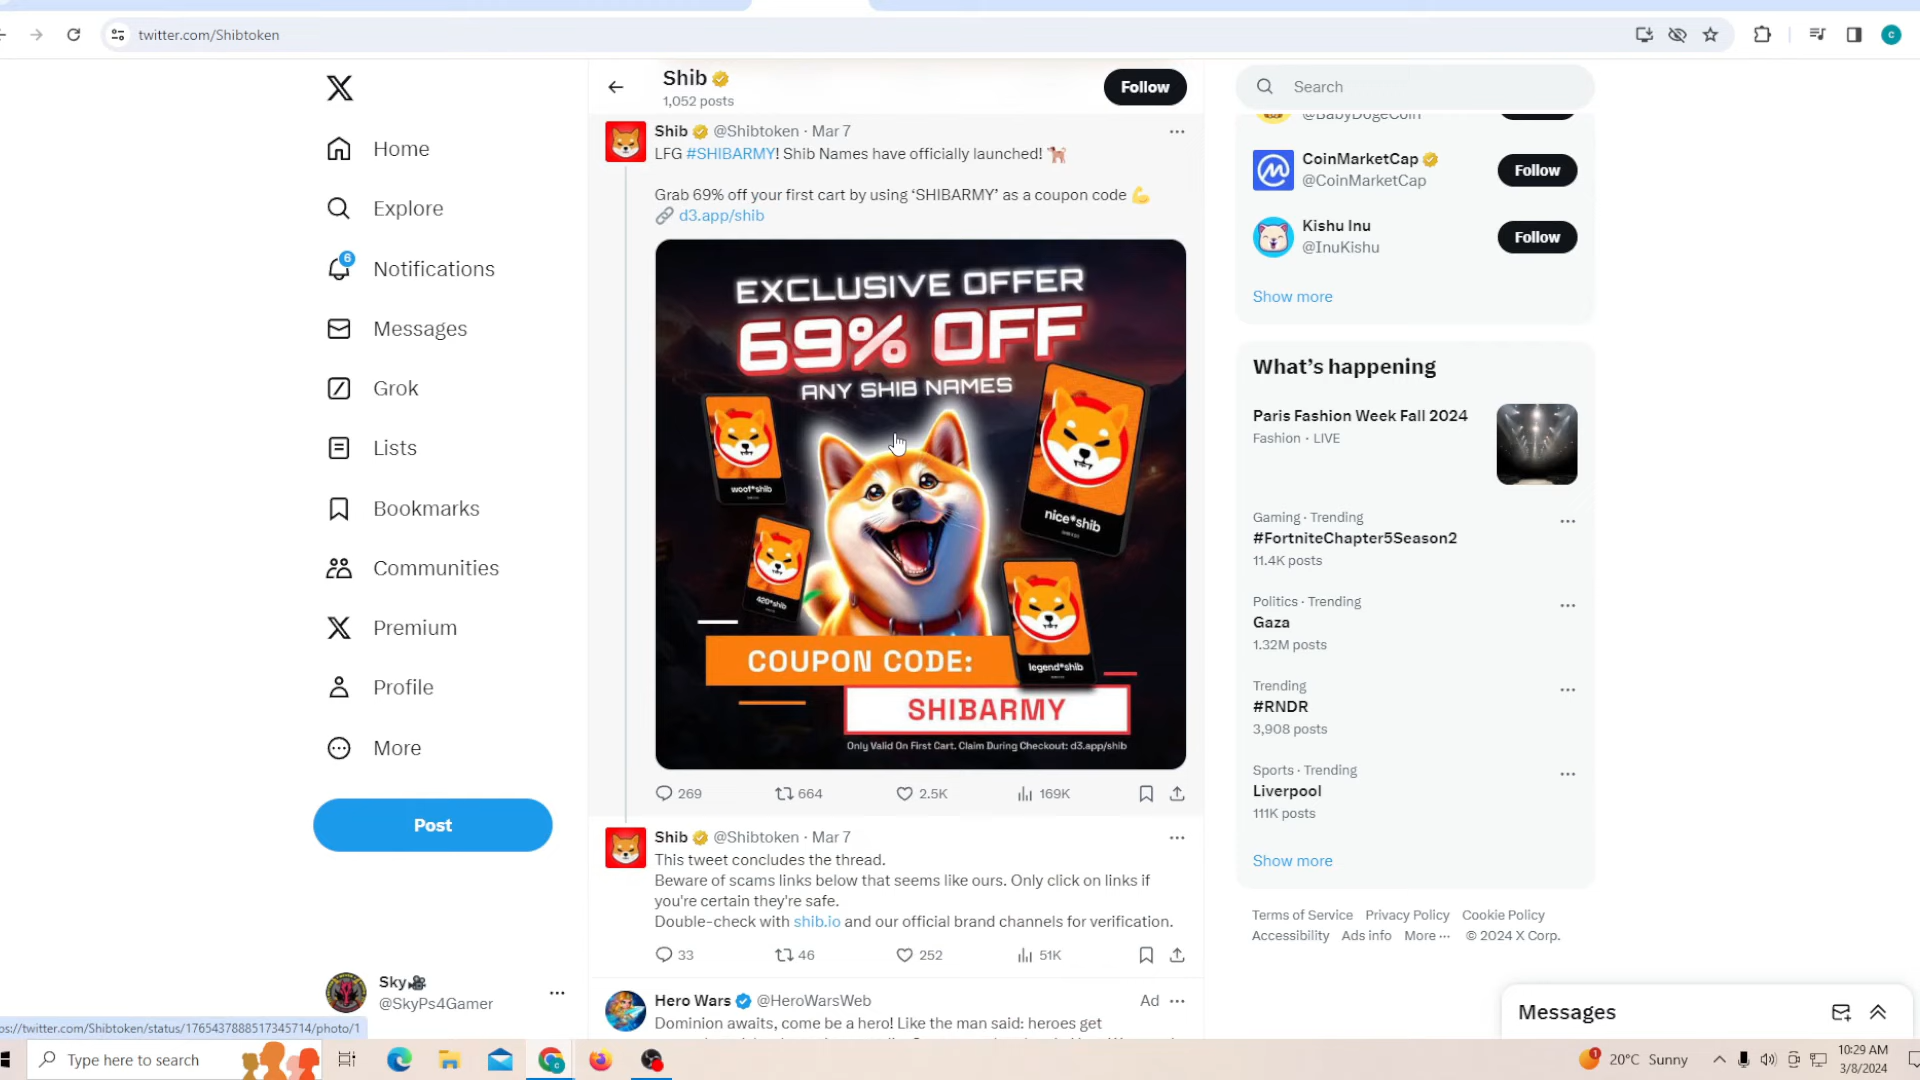 twitter.com/Shibtoken
C
Shib
1,052 posts
Follow
Search
Home
Explore
6
Notifications
Messages
Grok
Lists
Bookmarks
Communities
Premium
Profile
More
Post
Sky
@SkyPs4Gamer
ps://twitter.com/Shibtoken/status/1765437888517345714/photo/1
Shib @Shibtoken · Mar 7
LFG #SHIBARMY! Shib Names have officially launched!
Grab 69% off your first cart by using ‘SHIBARMY’ as a coupon code
d3.app/shib
EXCLUSIVE OFFER
69% OFF
ANY SHIB NAMES
woof*shib
nice*shib
420*shib
legend*shib
COUPON CODE:
SHIBARMY
Only Valid On First Cart. Claim During Checkout: d3.app/shib
269 664 2.5K 169K
Shib @Shibtoken · Mar 7
This tweet concludes the thread.
Beware of scams links below that seems like ours. Only click on links if
you're certain they're safe.
Double-check with shib.io and our official brand channels for verification.
33 46 252 51K
Hero Wars @HeroWarsWeb Ad
Dominion awaits, come be a hero! Like the man said: heroes get
@BabyDogeCoin
CoinMarketCap
@CoinMarketCap
Follow
Kishu Inu
@InuKishu
Follow
Show more
What’s happening
Paris Fashion Week Fall 2024
Fashion · LIVE
Gaming · Trending
#FortniteChapter5Season2
11.4K posts
Politics · Trending
Gaza
1.32M posts
Trending
#RNDR
3,908 posts
Sports · Trending
Liverpool
111K posts
Show more
Terms of Service Privacy Policy Cookie Policy
Accessibility Ads info More ··· © 2024 X Corp.
Messages
Type here to search
1
20°C Sunny
10:29 AM
3/8/2024